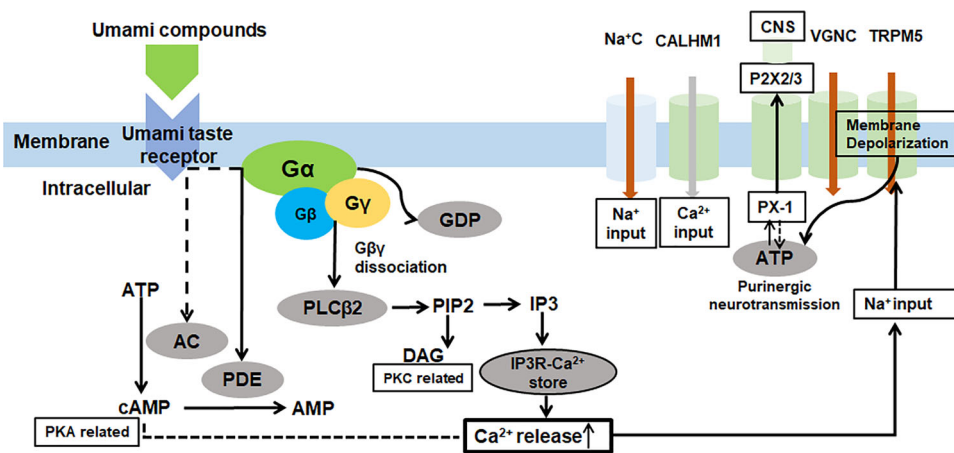 Umami compounds
Membrane
Umami taste
receptor
Intracellular
Gα
Gβ
Gγ
GDP
Gβγ
dissociation
ATP
AC
PDE
cAMP
AMP
PKA related
PLCβ2
PIP2
IP3
DAG
PKC related
IP3R-Ca²⁺
store
Ca²⁺ release
Na⁺C
CALHM1
CNS
VGNC
TRPM5
P2X2/3
Membrane
Depolarization
Na⁺
input
Ca²⁺
input
PX-1
ATP
Purinergic
neurotransmission
Na⁺ input